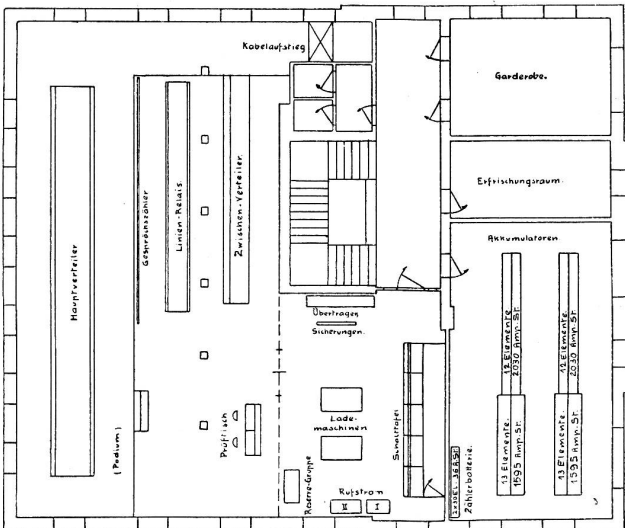 Kabelaufstieg
Garderobe.
Erfrischungsraum.
Akkumulatoren
Hauptverteiler
Gesprächszähler
Linien-Relais.
Zwischen-Verteiler.
Übertrager
Sicherungen.
12 Elemente
2030 Amp. St.
12 Elemente
2030 Amp. St.
13 Elemente.
1595 Amp. St.
13 Elemente.
1595 Amp. St.
(Podium)
Prüftisch
Lade-
maschinen
Schalttafel
Reserve-Gruppe
Rufstrom
II
I
Zählerbatterie.